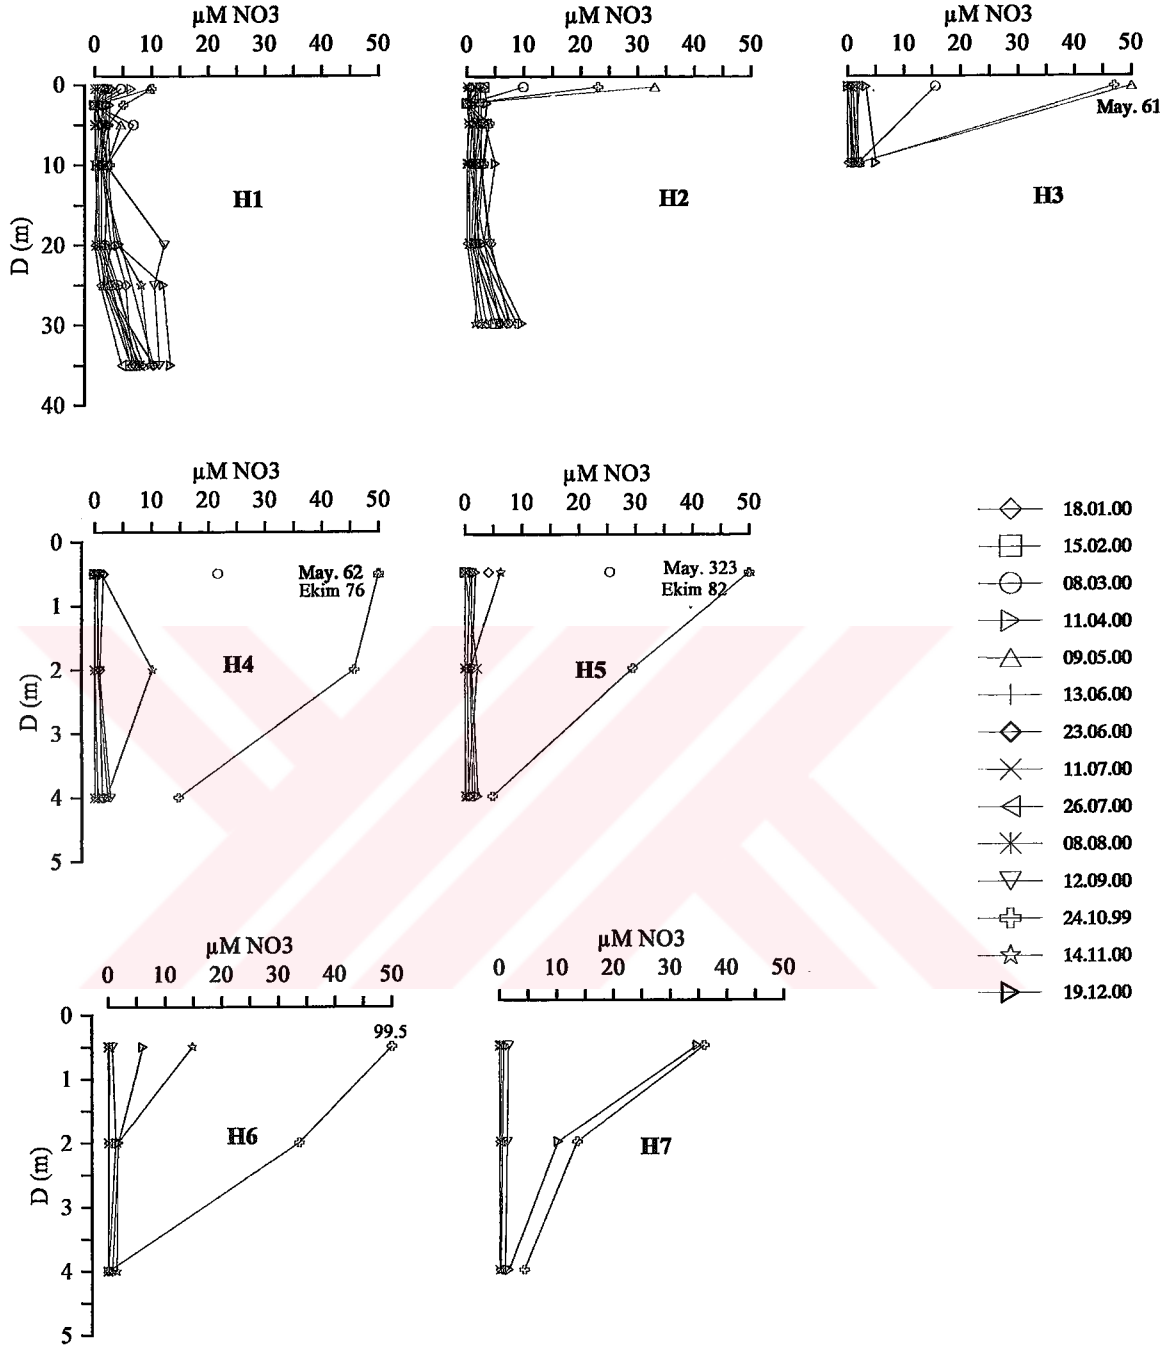 µM NO3
0 10 20 30 40 50
µM NO3
0 10 20 30 40 50
µM NO3
0 10 20 30 40 50
0
10
20
30
40
D (m)
H1
H2
May. 61
H3
µM NO3
0 10 20 30 40 50
µM NO3
0 10 20 30 40 50
0
1
2
3
4
5
D (m)
May. 62
Ekim 76
H4
May. 323
Ekim 82
H5
18.01.00
15.02.00
08.03.00
11.04.00
09.05.00
13.06.00
23.06.00
11.07.00
26.07.00
08.08.00
12.09.00
24.10.99
14.11.00
19.12.00
µM NO3
0 10 20 30 40 50
µM NO3
0 10 20 30 40 50
0
1
2
3
4
5
D (m)
99.5
H6
H7